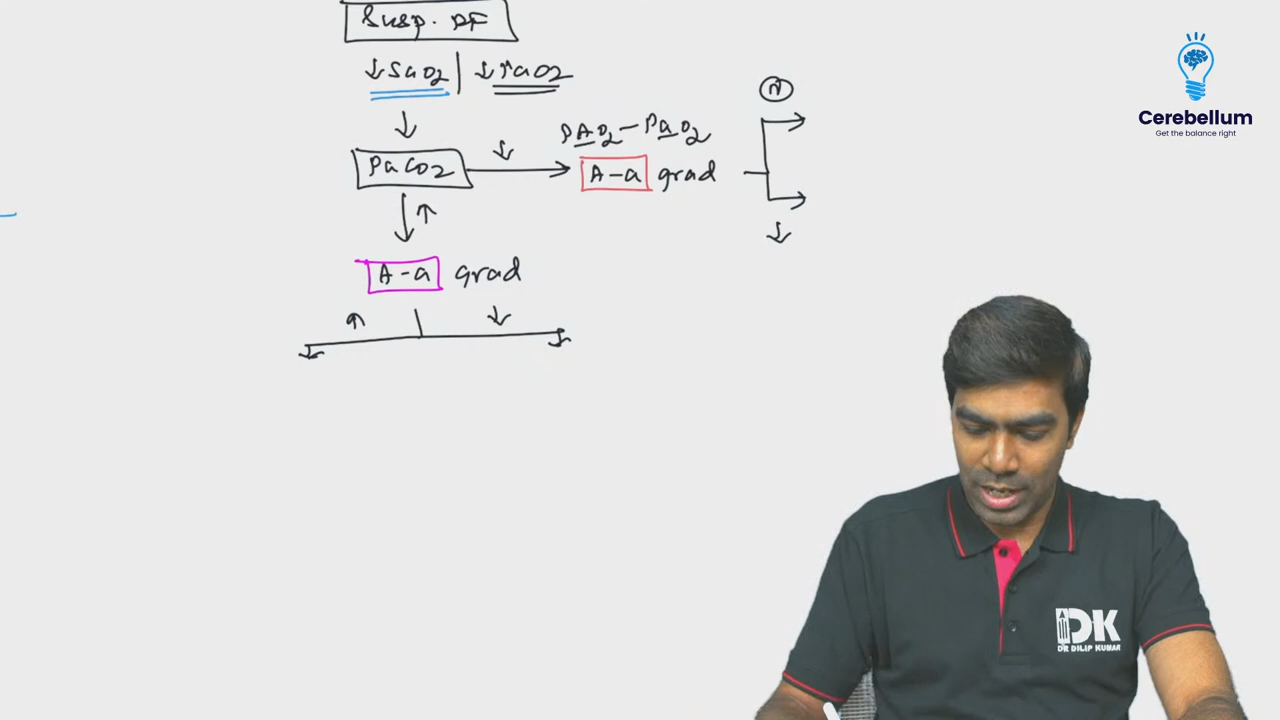 Susp. RF
↓SaO2 | ↓PaO2
PaCO2 ↓ → PAO2 - PaO2
A-a grad
N
↑
↓
A-a grad
↑ ↓
Cerebellum
Get the balance right
DK
DR DILIP KUMAR